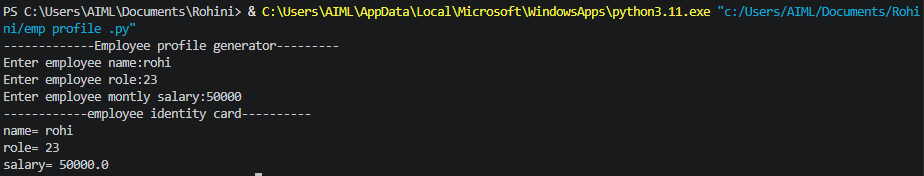 PS C:\Users\AIML\Documents\Rohini> & C:\Users\AIML\AppData\Local\Microsoft\WindowsApps\python3.11.exe "c:/Users/AIML/Documents/Rohi
ni/emp profile .py"
-------------Employee profile generator---------
Enter employee name:rohi
Enter employee role:23
Enter employee montly salary:50000
------------employee identity card----------
name= rohi
role= 23
salary= 50000.0